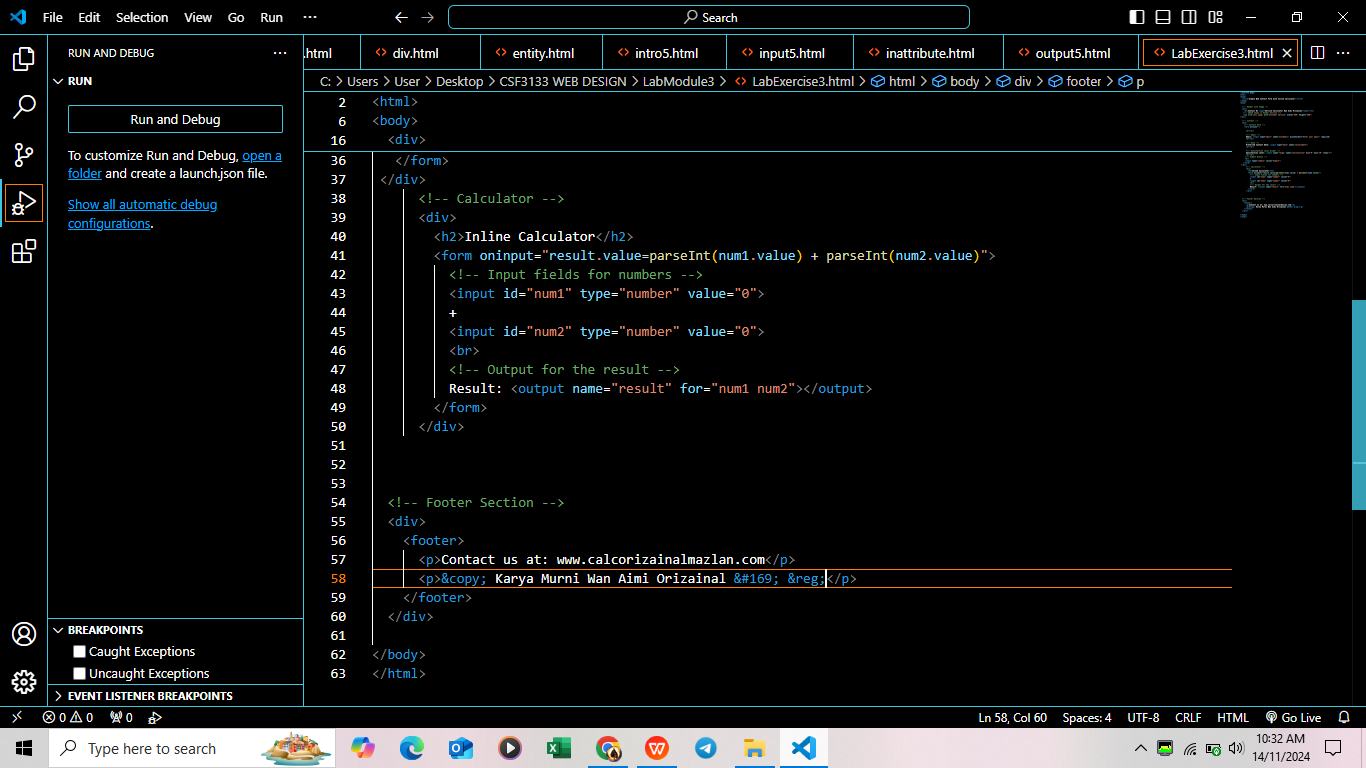 File Edit Selection View Go Run ··· Search
RUN AND DEBUG ···
.html div.html entity.html intro5.html input5.html inattribute.html output5.html LabExercise3.html ···
RUN
C: > Users > User > Desktop > CSF3133 WEB DESIGN > LabModule3 > LabExercise3.html > html > body > div > footer > p
Run and Debug
To customize Run and Debug, open a
folder and create a launch.json file.
Show all automatic debug
configurations.
2 <html>
6 <body>
16 <div>
36 </form>
37 </div>
38 <!-- Calculator -->
39 <div>
40 <h2>Inline Calculator</h2>
41 <form oninput="result.value=parseInt(num1.value) + parseInt(num2.value)">
42 <!-- Input fields for numbers -->
43 <input id="num1" type="number" value="0">
44 +
45 <input id="num2" type="number" value="0">
46 <br>
47 <!-- Output for the result -->
48 Result: <output name="result" for="num1 num2"></output>
49 </form>
50 </div>
51
52
53
54 <!-- Footer Section -->
55 <div>
56 <footer>
57 <p>Contact us at: www.calcorizainalmazlan.com</p>
58 <p>&copy; Karya Murni Wan Aimi Orizainal &#169; &reg;</p>
59 </footer>
60 </div>
61
62 </body>
63 </html>
BREAKPOINTS
Caught Exceptions
Uncaught Exceptions
EVENT LISTENER BREAKPOINTS
0 0 0 Ln 58, Col 60 Spaces: 4 UTF-8 CRLF HTML Go Live
Type here to search
10:32 AM
14/11/2024